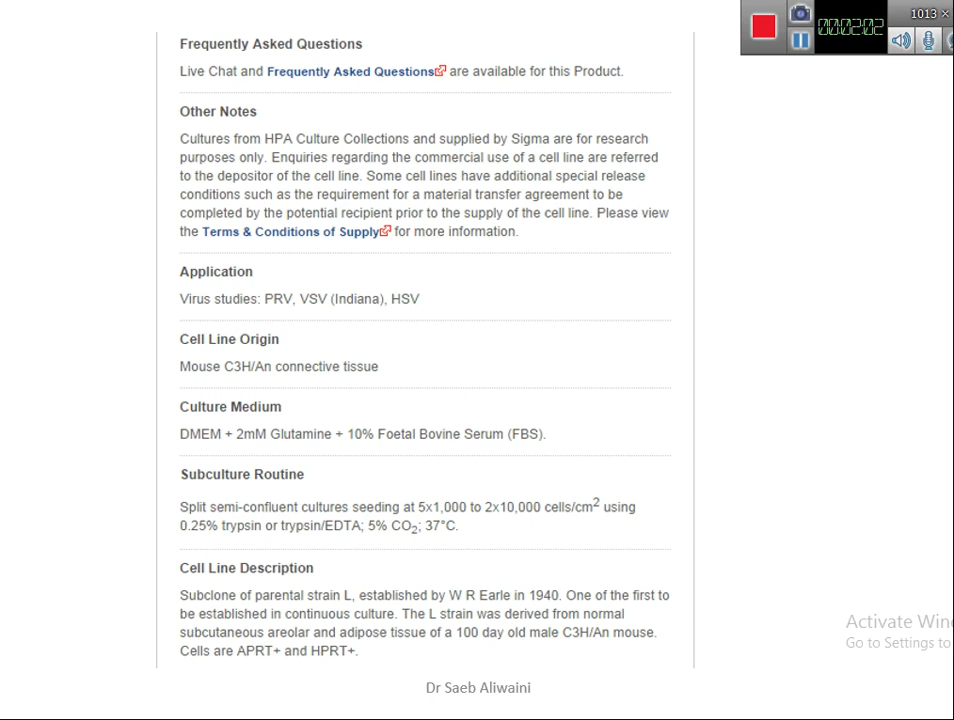 1013 ×
00:02:02
Frequently Asked Questions
Live Chat and Frequently Asked Questions are available for this Product.
Other Notes
Cultures from HPA Culture Collections and supplied by Sigma are for research
purposes only. Enquiries regarding the commercial use of a cell line are referred
to the depositor of the cell line. Some cell lines have additional special release
conditions such as the requirement for a material transfer agreement to be
completed by the potential recipient prior to the supply of the cell line. Please view
the Terms & Conditions of Supply for more information.
Application
Virus studies: PRV, VSV (Indiana), HSV
Cell Line Origin
Mouse C3H/An connective tissue
Culture Medium
DMEM + 2mM Glutamine + 10% Foetal Bovine Serum (FBS).
Subculture Routine
Split semi-confluent cultures seeding at 5x1,000 to 2x10,000 cells/cm² using
0.25% trypsin or trypsin/EDTA; 5% CO₂; 37°C.
Cell Line Description
Subclone of parental strain L, established by W R Earle in 1940. One of the first to
be established in continuous culture. The L strain was derived from normal
subcutaneous areolar and adipose tissue of a 100 day old male C3H/An mouse.
Cells are APRT+ and HPRT+.
Activate Win
Go to Settings to
Dr Saeb Aliwaini